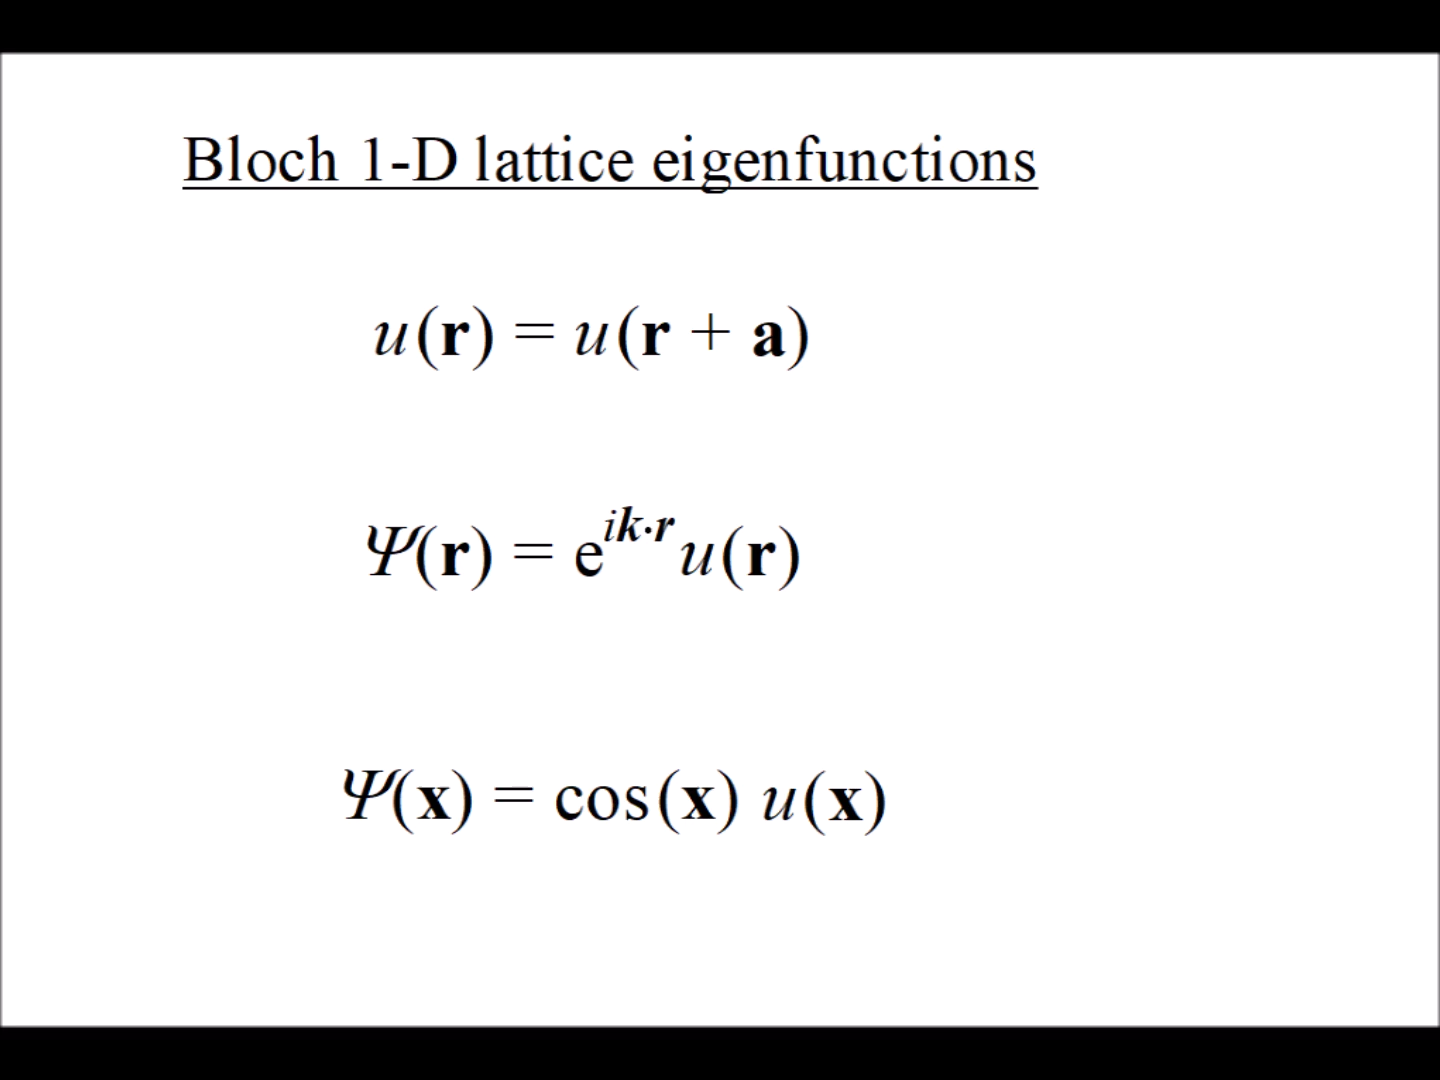 Bloch 1-D lattice eigenfunctions
u(r) = u(r + a)
Ψ(r) = e^{ik·r} u(r)
Ψ(x) = cos(x) u(x)